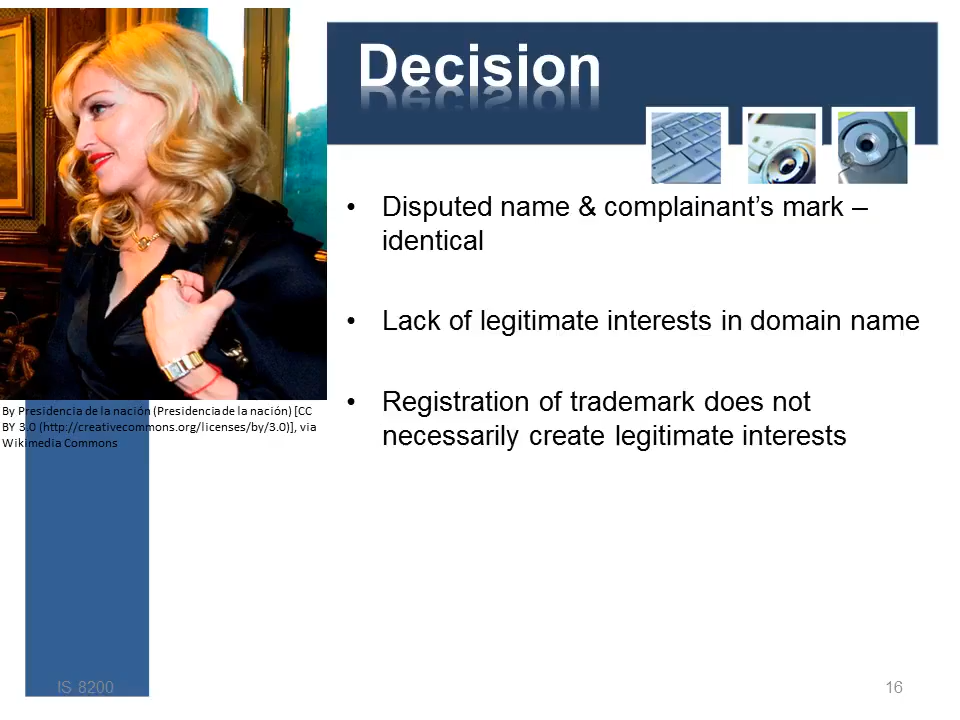 Decision
• Disputed name & complainant’s mark –
identical
• Lack of legitimate interests in domain name
• Registration of trademark does not
necessarily create legitimate interests
By Presidencia de la nación (Presidencia de la nación) [CC
BY 3.0 (http://creativecommons.org/licenses/by/3.0)], via
Wikimedia Commons
IS 8200
16